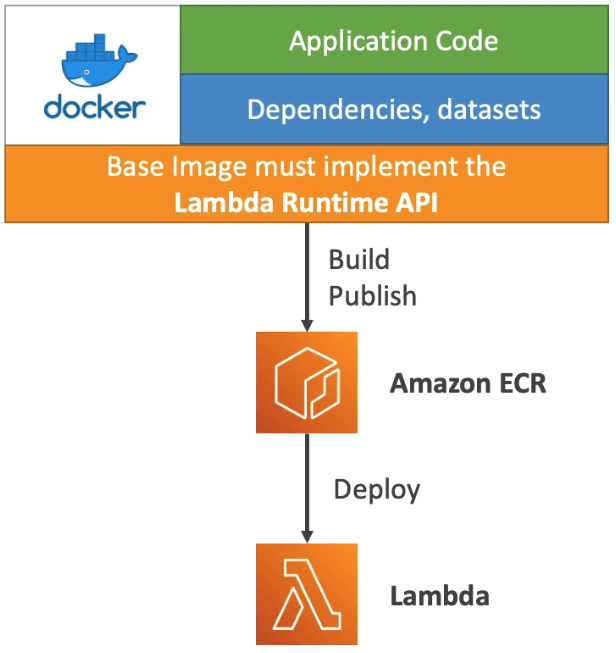 docker
Application Code
Dependencies, datasets
Base Image must implement the
Lambda Runtime API
Build
Publish
Amazon ECR
Deploy
Lambda